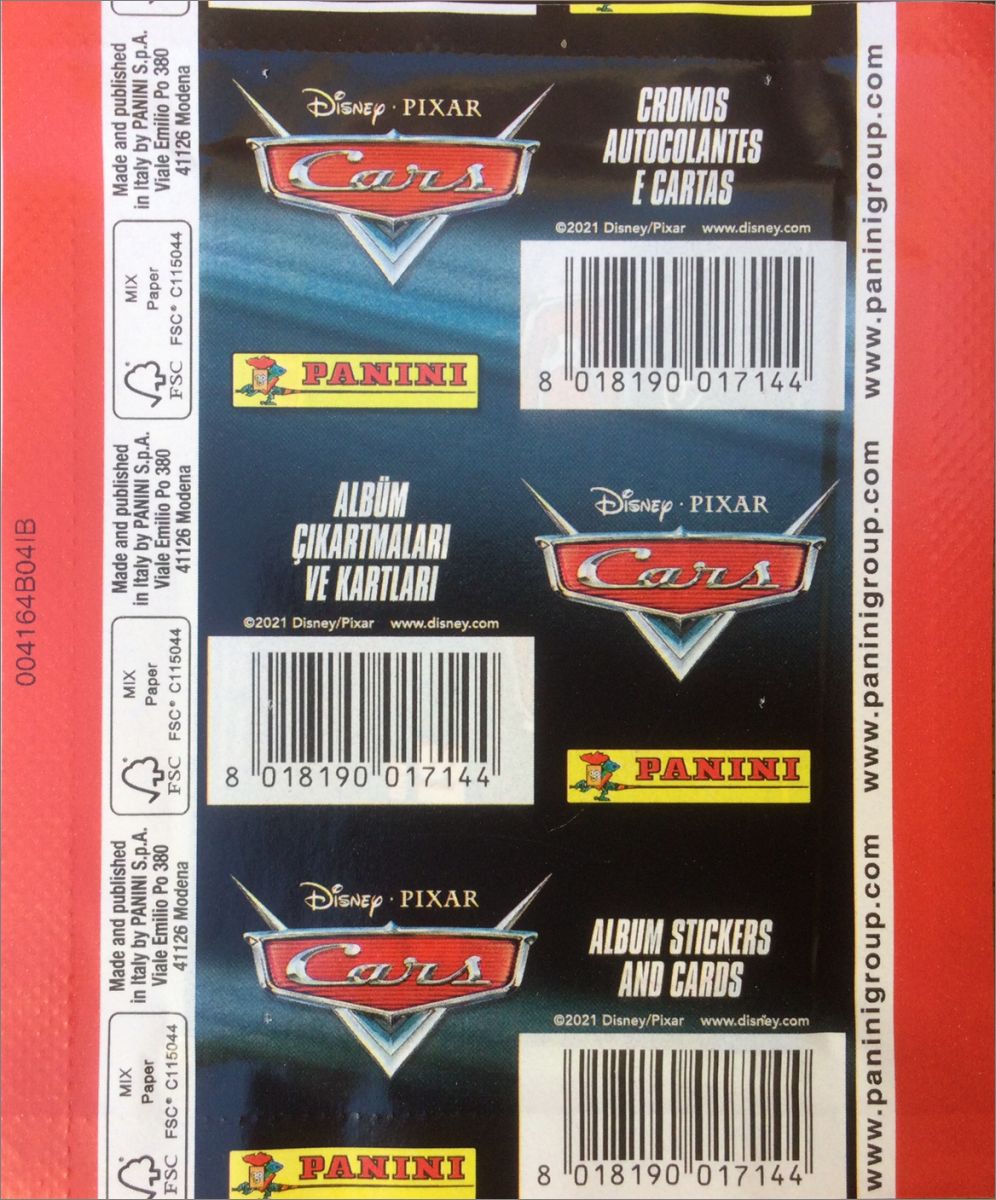 Disney · PIXAR
Cars
CROMOS
AUTOCOLANTES
E CARTAS
©2021 Disney/Pixar www.disney.com
8 018190 017144
PANINI
ALBÜM
ÇIKARTMALARI
VE KARTLARI
©2021 Disney/Pixar www.disney.com
8 018190 017144
Disney · PIXAR
Cars
PANINI
Disney · PIXAR
Cars
ALBUM STICKERS
AND CARDS
©2021 Disney/Pixar www.disney.com
8 018190 017144
PANINI
Made and published
in Italy by PANINI S.p.A.
Viale Emilio Po 380
41126 Modena
MIX
Paper
FSC® C115044
FSC
Made and published
in Italy by PANINI S.p.A.
Viale Emilio Po 380
41126 Modena
MIX
Paper
FSC® C115044
FSC
Made and published
in Italy by PANINI S.p.A.
Viale Emilio Po 380
41126 Modena
MIX
Paper
FSC® C115044
FSC
www.paninigroup.com
www.paninigroup.com
www.paninigroup.com
004164B04IB